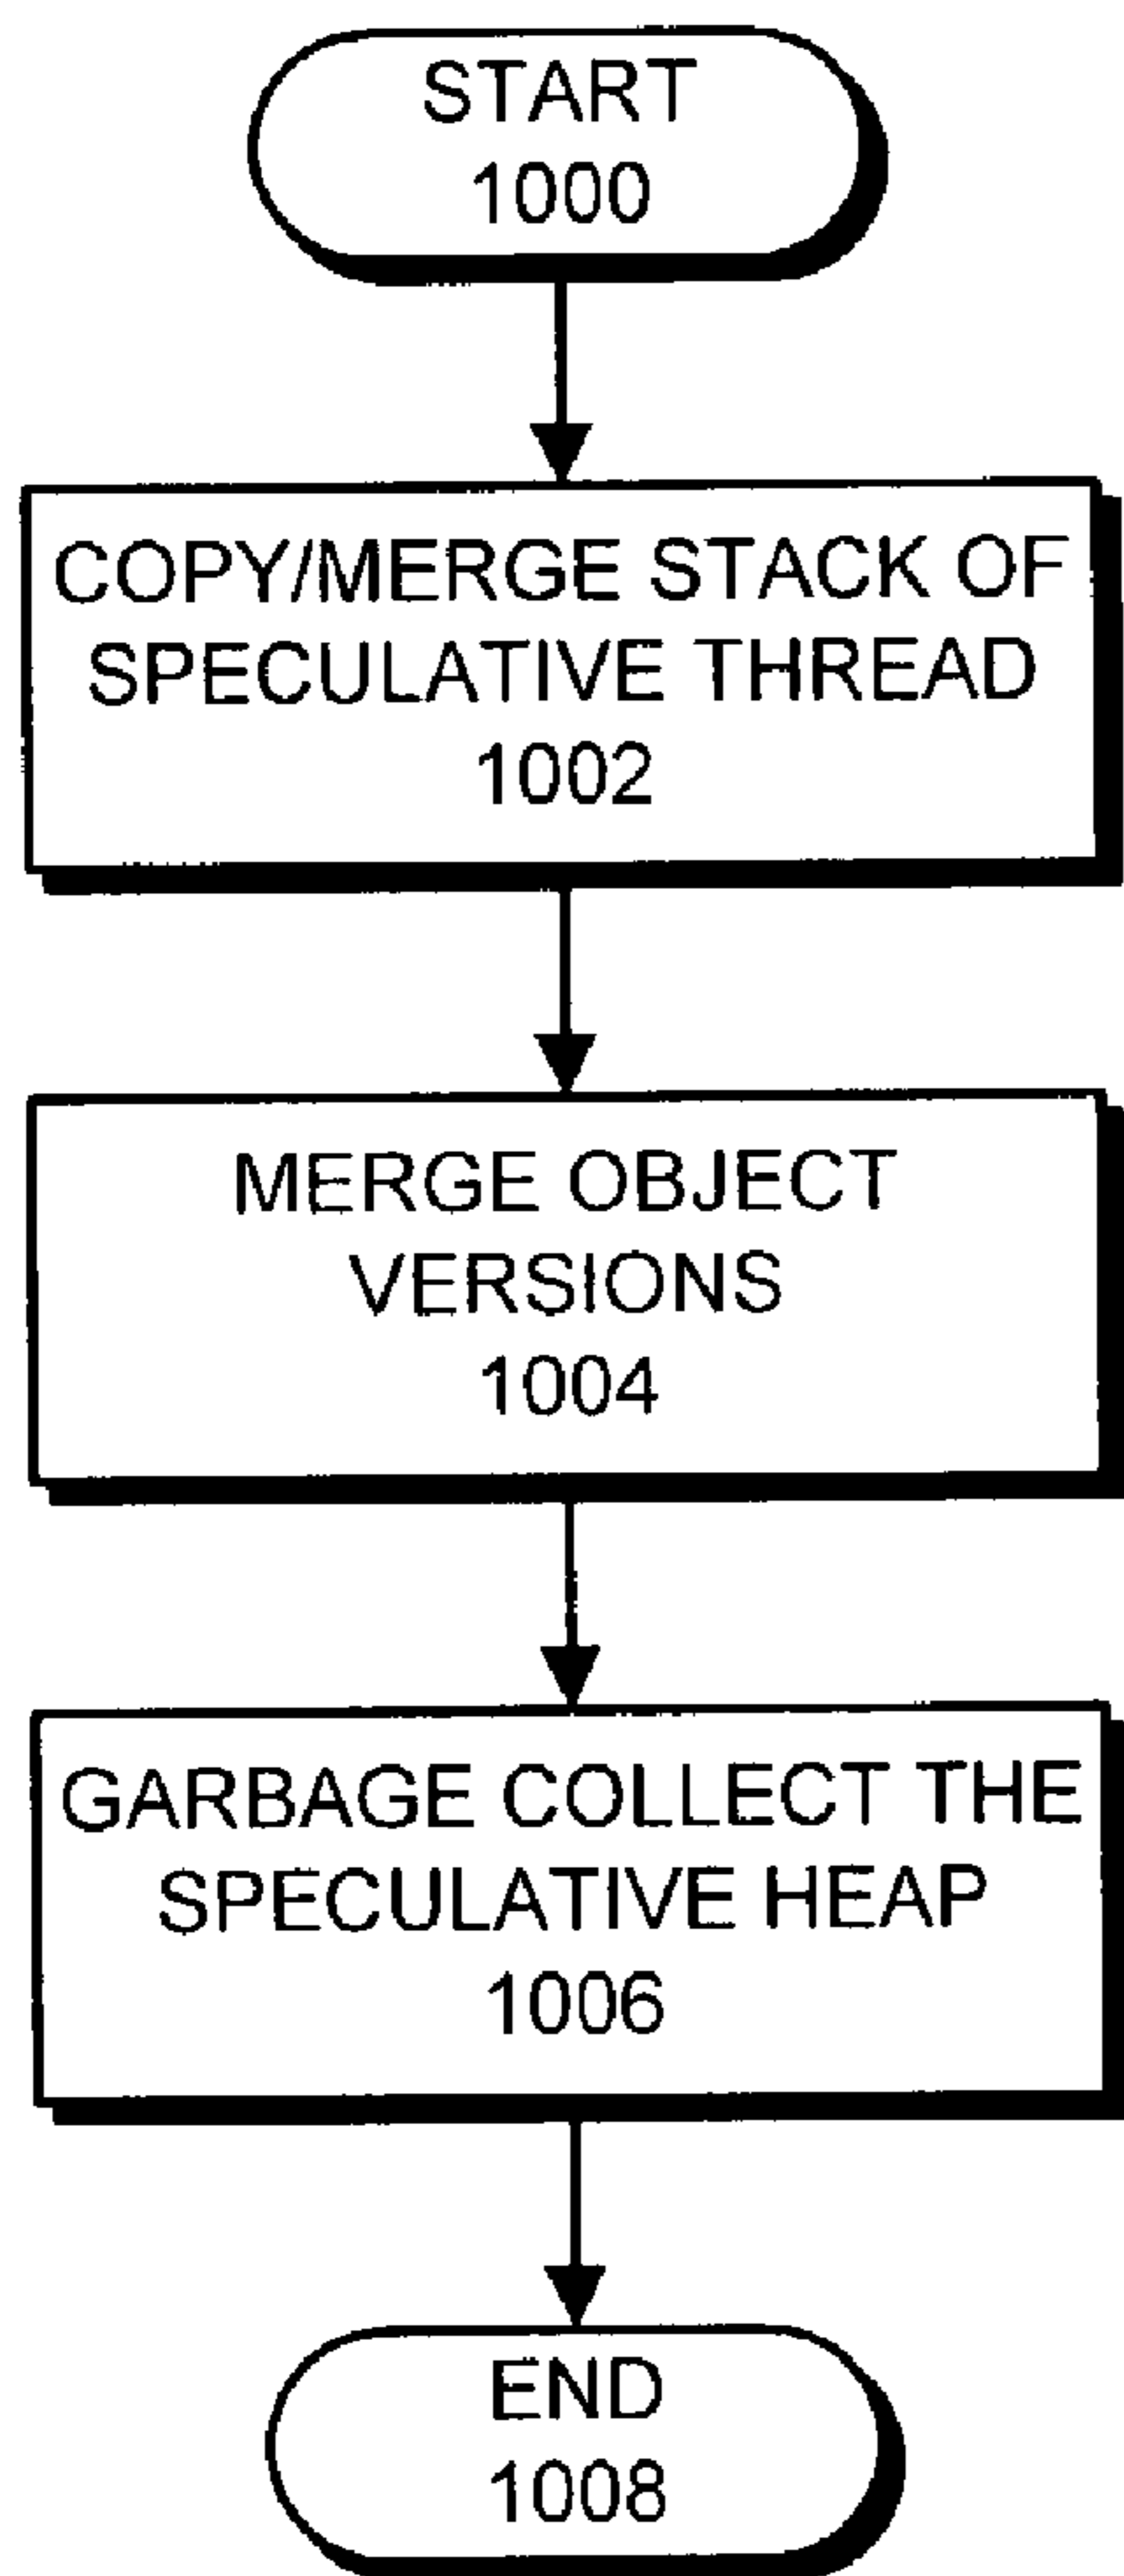 START
1000
COPY/MERGE STACK OF
SPECULATIVE THREAD
1002
MERGE OBJECT
VERSIONS
1004
GARBAGE COLLECT THE
SPECULATIVE HEAP
1006
END
1008